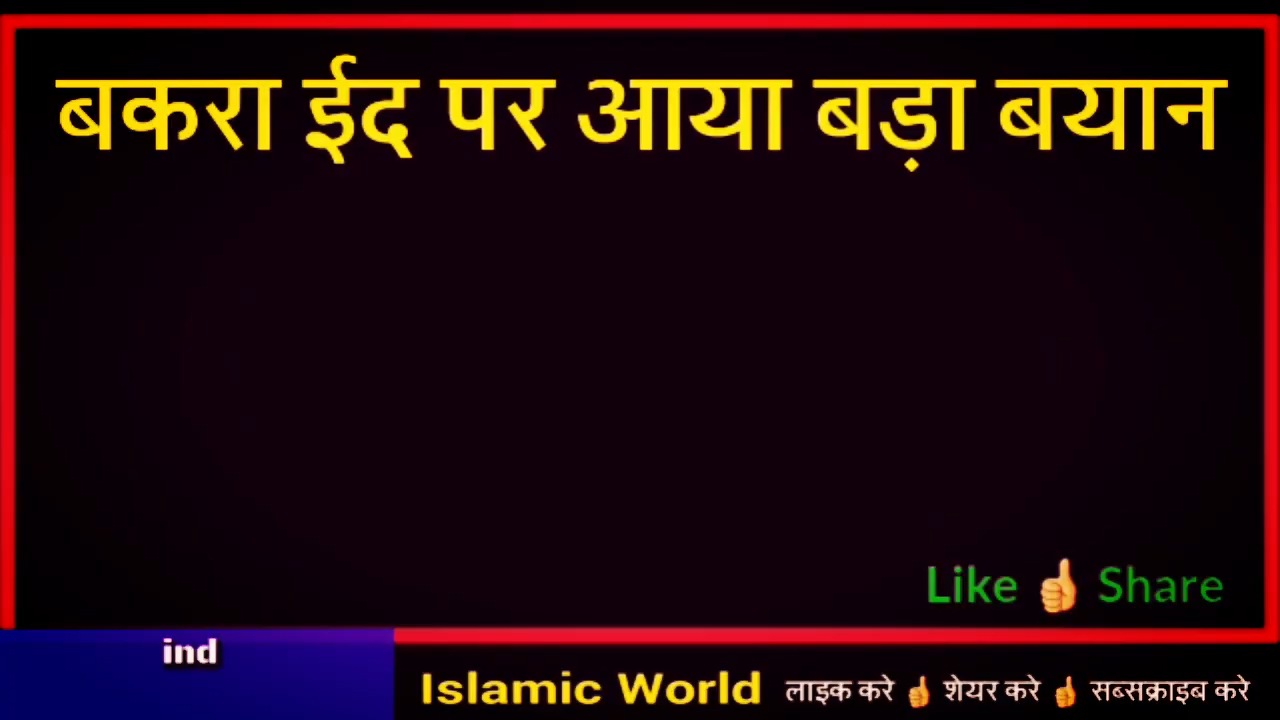 बकरा ईद पर आया बड़ा बयान
Like 👍 Share
ind
Islamic World लाइक करे 👍 शेयर करे 👍 सब्सक्राइब करे